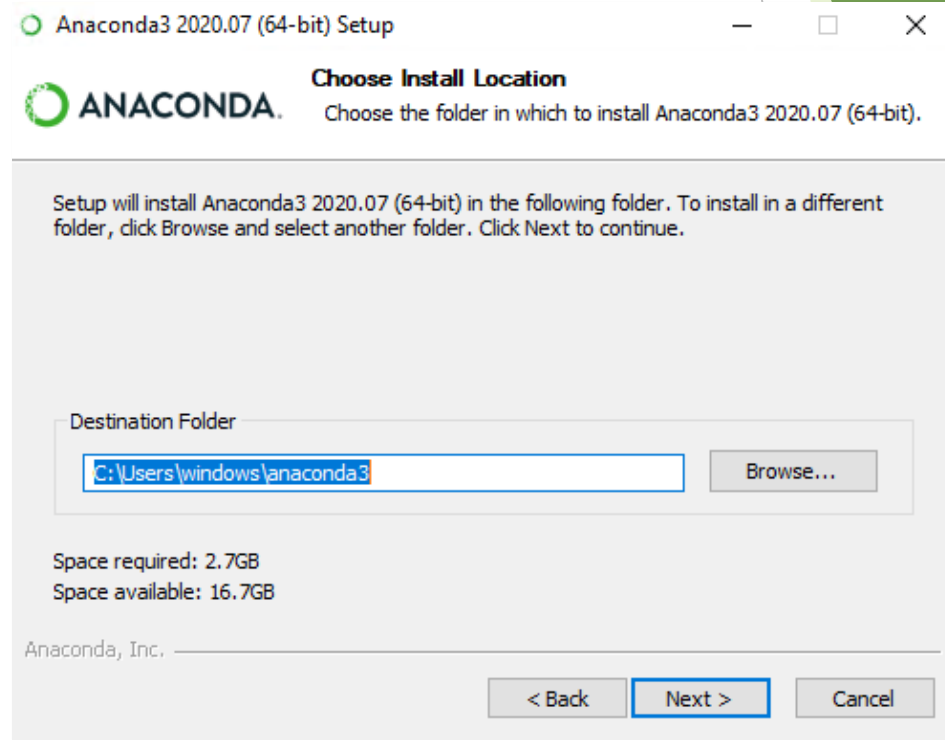 Anaconda3 2020.07 (64-bit) Setup
Choose Install Location
ANACONDA.
Choose the folder in which to install Anaconda3 2020.07 (64-bit).
Setup will install Anaconda3 2020.07 (64-bit) in the following folder. To install in a different
folder, click Browse and select another folder. Click Next to continue.
Destination Folder
C:\Users\windows\anaconda3
Browse...
Space required: 2.7GB
Space available: 16.7GB
Anaconda, Inc.
< Back
Next >
Cancel